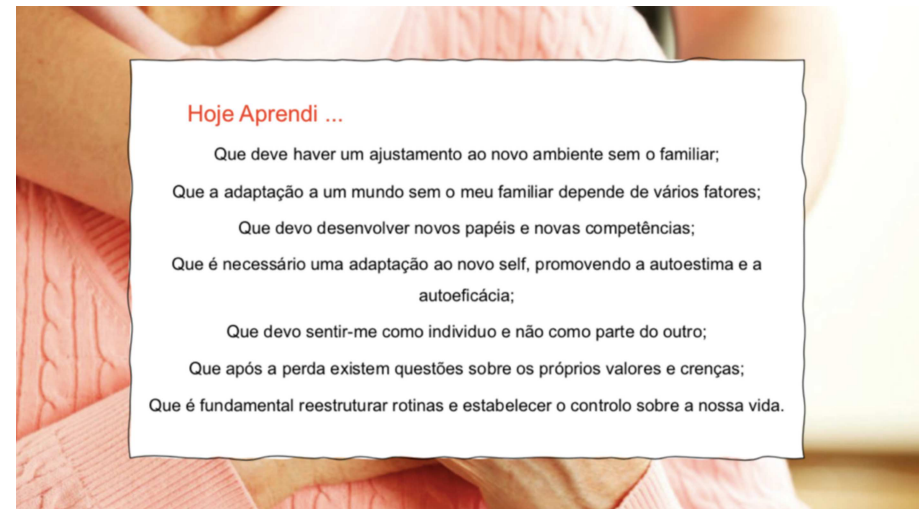 Hoje Aprendi ...
Que deve haver um ajustamento ao novo ambiente sem o familiar;
Que a adaptação a um mundo sem o meu familiar depende de vários fatores;
Que devo desenvolver novos papéis e novas competências;
Que é necessário uma adaptação ao novo self, promovendo a autoestima e a
autoeficácia;
Que devo sentir-me como individuo e não como parte do outro;
Que após a perda existem questões sobre os próprios valores e crenças;
Que é fundamental reestruturar rotinas e estabelecer o controlo sobre a nossa vida.